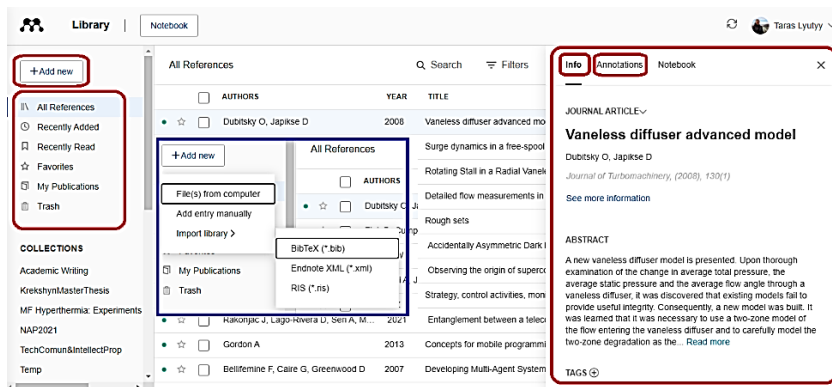 Library
Notebook
Taras Lyutyy
+Add new
All References
Recently Added
Recently Read
Favorites
My Publications
Trash
COLLECTIONS
Academic Writing
KrekshynMasterThesis
MF Hyperthermia: Experiments
NAP2021
TechComun&IntellectProp
Temp
All References
Search
Filters
AUTHORS YEAR TITLE
Dubitsky O, Japikse D 2008 Vaneless diffuser advanced mo
Surge dynamics in a free-spool
Rotating Stall in a Radial Vanel
Detailed flow measurements in
Rough sets
Accidentally Asymmetric Dark
Observing the origin of superc
Strategy, control activities, mon
Rakonjac J, Lago-Rivera D, Seri A, M... 2021 Entanglement between a telec
Gordon A 2013 Concepts for mobile programmi
Bellifemine F, Caire G, Greenwood D 2007 Developing Multi-Agent System
+Add new
All References
AUTHORS
File(s) from computer
Dubitsky O, J
Add entry manually
Import library >
BibTeX (*.bib)
Endnote XML (*.xml)
RIS (*.ris)
My Publications
Trash
Info
Annotations
Notebook
JOURNAL ARTICLE
Vaneless diffuser advanced model
Dubitsky O, Japikse D
Journal of Turbomachinery, (2008), 130(1)
See more information
ABSTRACT
A new vaneless diffuser model is presented. Upon thorough
examination of the change in average total pressure, the
average static pressure and the average flow angle through a
vaneless diffuser, it was discovered that existing models fail to
provide useful integrity. Consequently, a new model was built. It
was learned that it was necessary to use a two-zone model of
the flow entering the vaneless diffuser and to carefully model the
two-zone degradation as the... Read more
TAGS